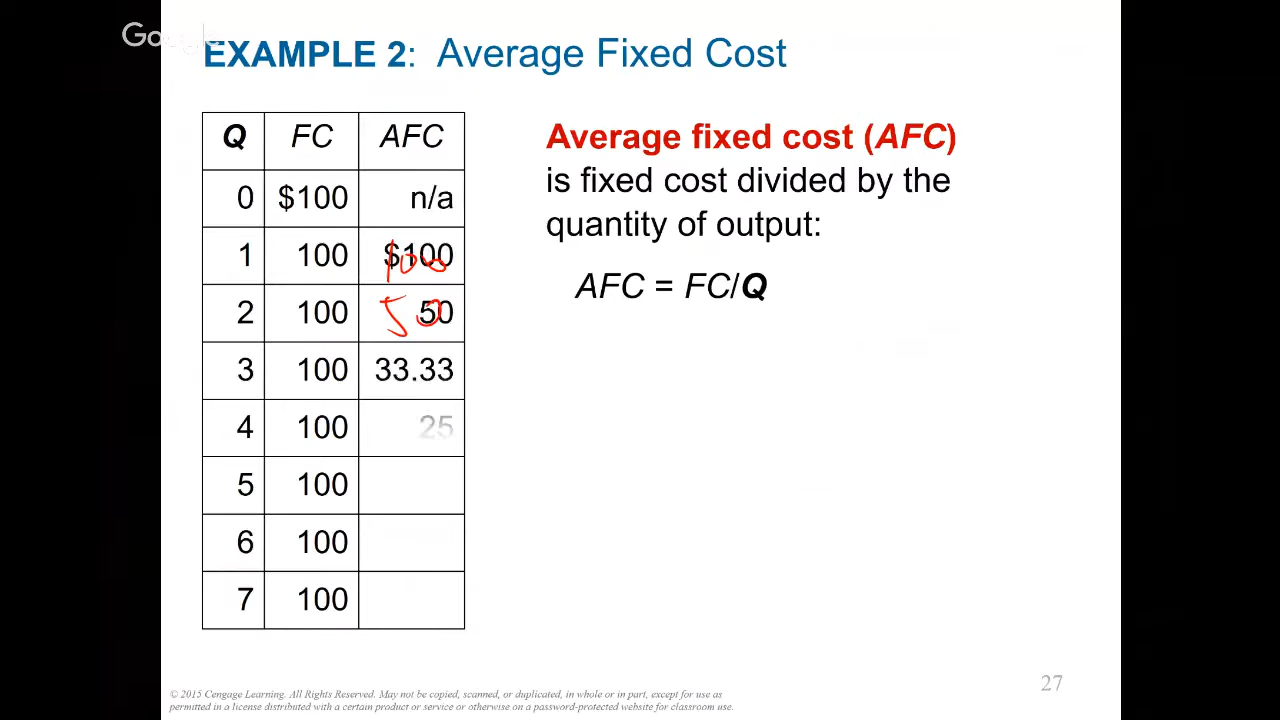 Google
EXAMPLE 2: Average Fixed Cost
Q FC AFC
0 $100 n/a
1 100 $100
100
2 100 50
50
3 100 33.33
4 100 25
5 100
6 100
7 100
Average fixed cost (AFC)
is fixed cost divided by the
quantity of output:
AFC = FC/Q
© 2015 Cengage Learning. All Rights Reserved. May not be copied, scanned, or duplicated, in whole or in part, except for use as
permitted in a license distributed with a certain product or service or otherwise on a password-protected website for classroom use.
27